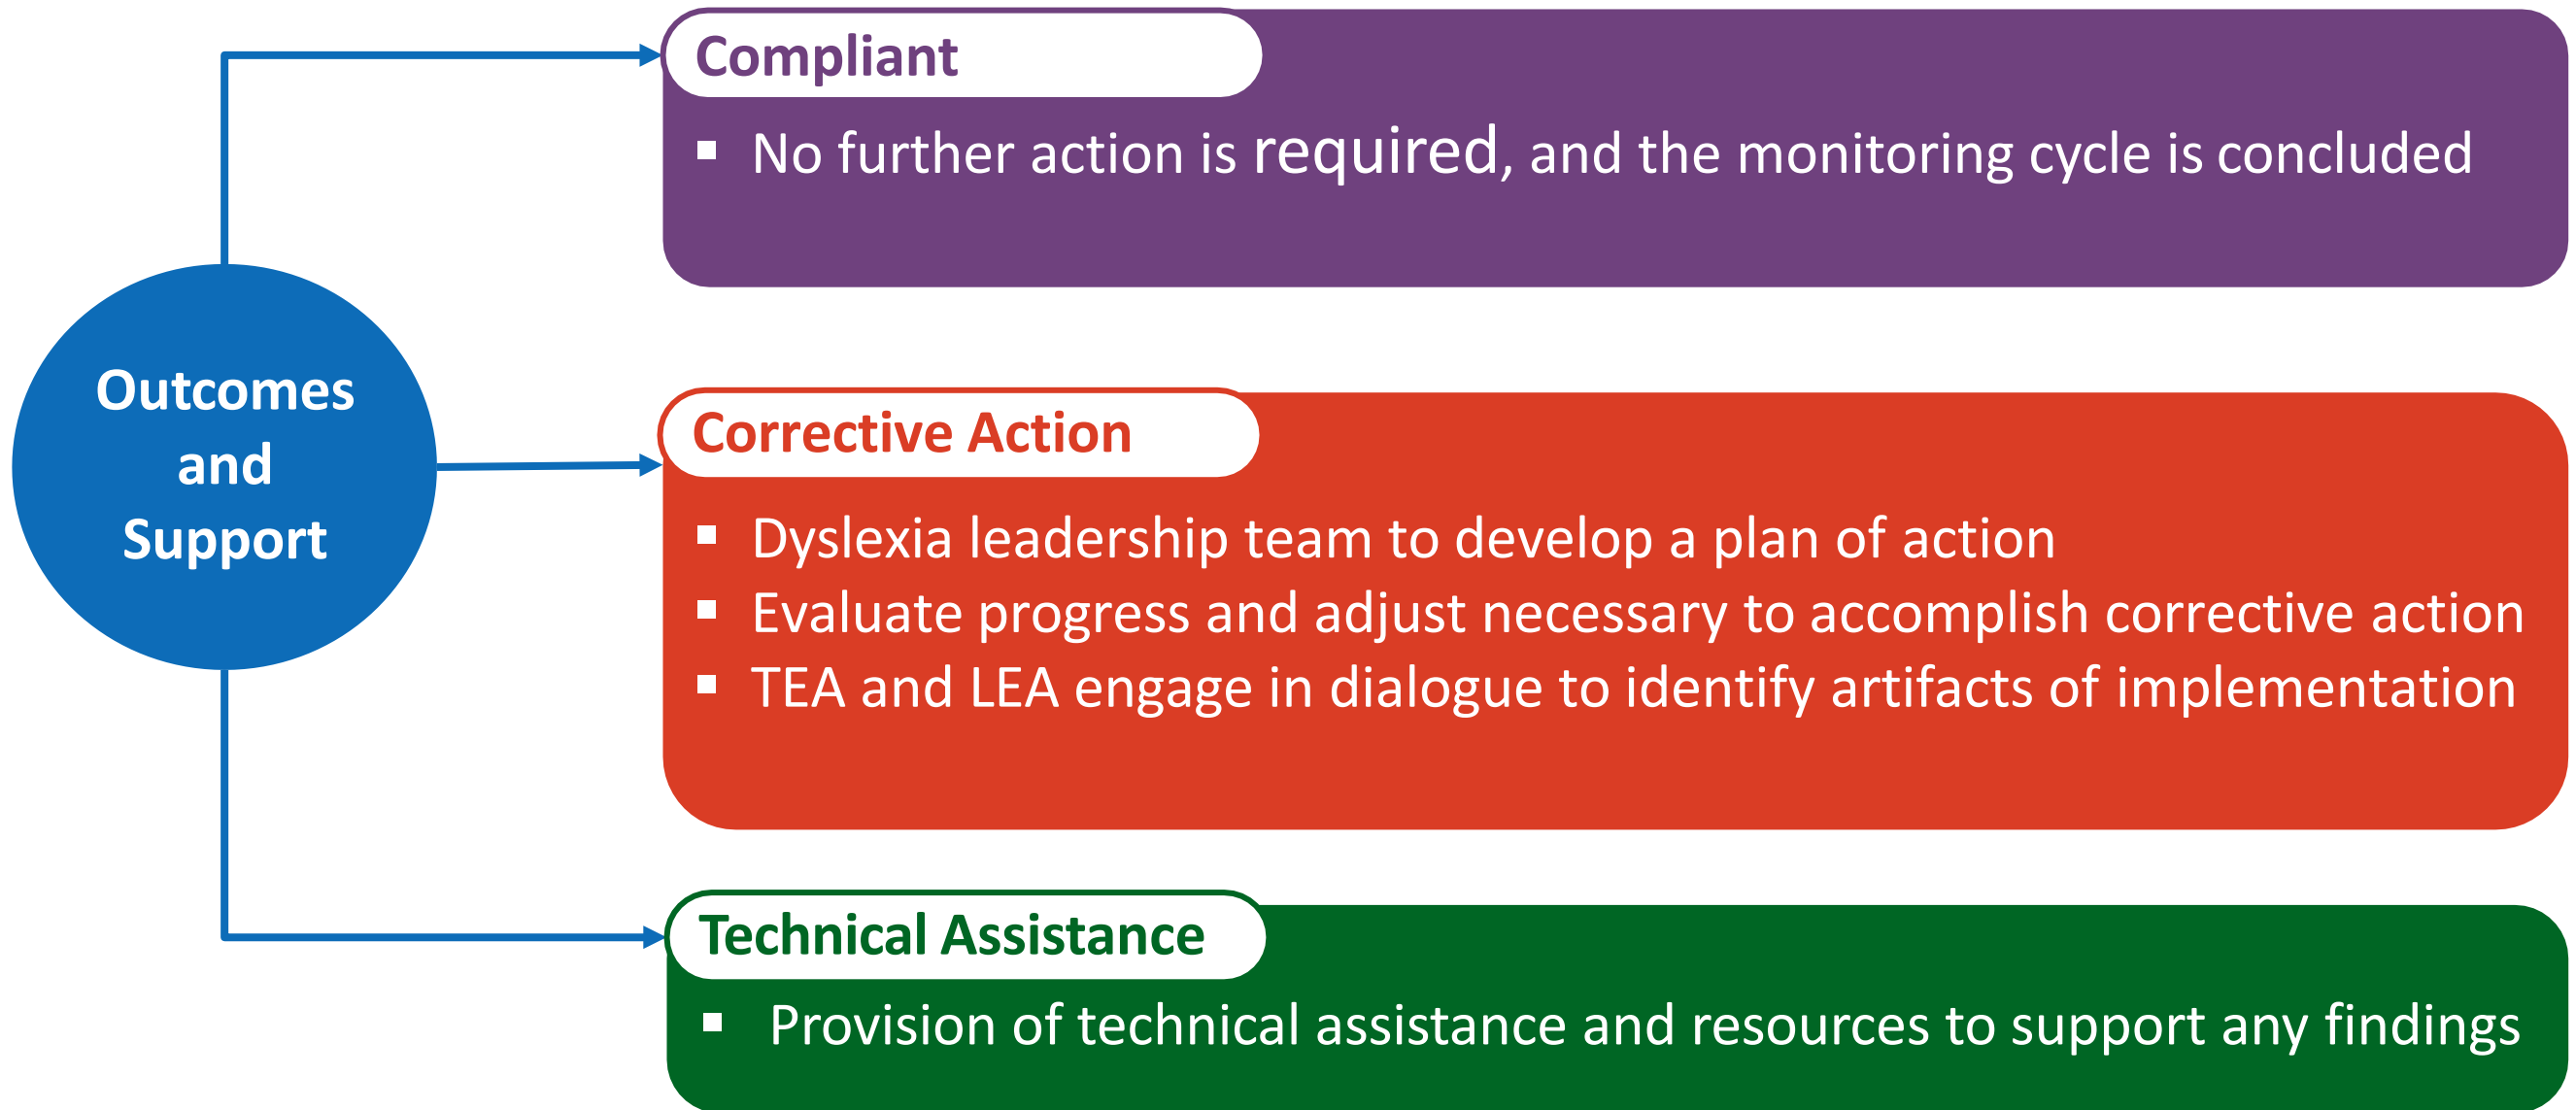 Compliant
▪ No further action is required, and the monitoring cycle is concluded
Outcomes
and
Support
Corrective Action
▪ Dyslexia leadership team to develop a plan of action
▪ Evaluate progress and adjust necessary to accomplish corrective action
▪ TEA and LEA engage in dialogue to identify artifacts of implementation
Technical Assistance
▪ Provision of technical assistance and resources to support any findings